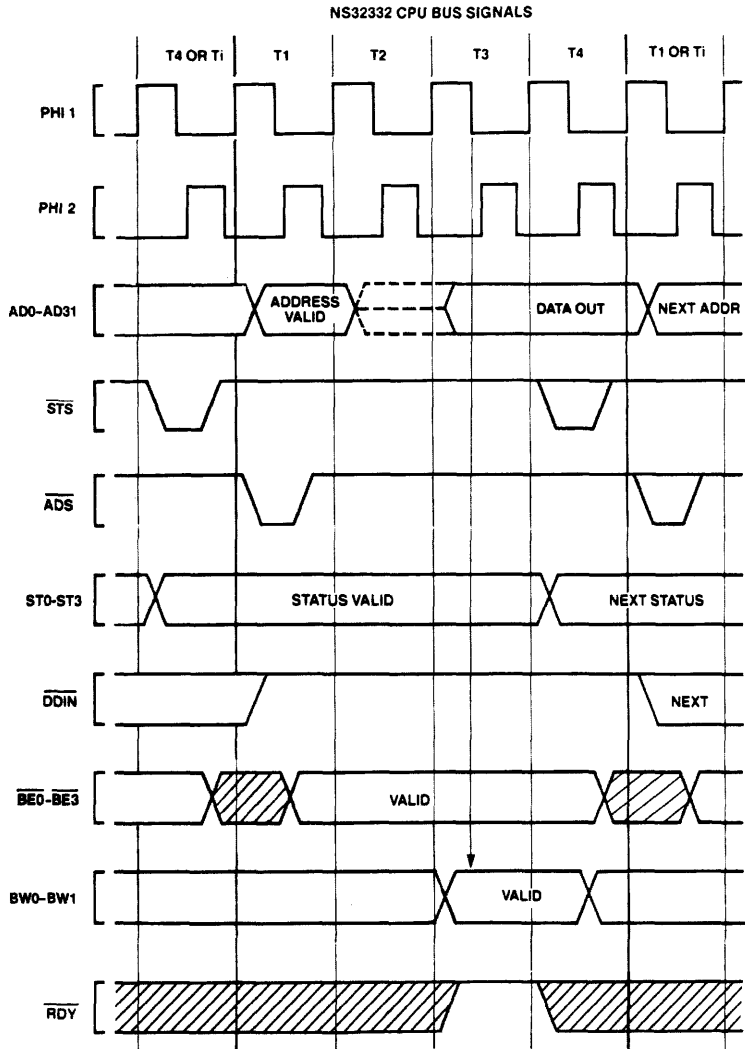 NS32332 CPU BUS SIGNALS
T4 OR Ti T1 T2 T3 T4 T1 OR Ti
PHI 1
PHI 2
AD0-AD31 ADDRESS VALID DATA OUT NEXT ADDR
STS
ADS
ST0-ST3 STATUS VALID NEXT STATUS
DDIN NEXT
BE0-BE3 VALID
BW0-BW1 VALID
RDY